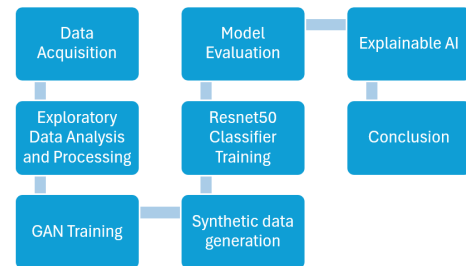 Data
Acquisition
Exploratory
Data Analysis
and Processing
GAN Training
Synthetic data
generation
Resnet50
Classifier
Training
Model
Evaluation
Explainable AI
Conclusion